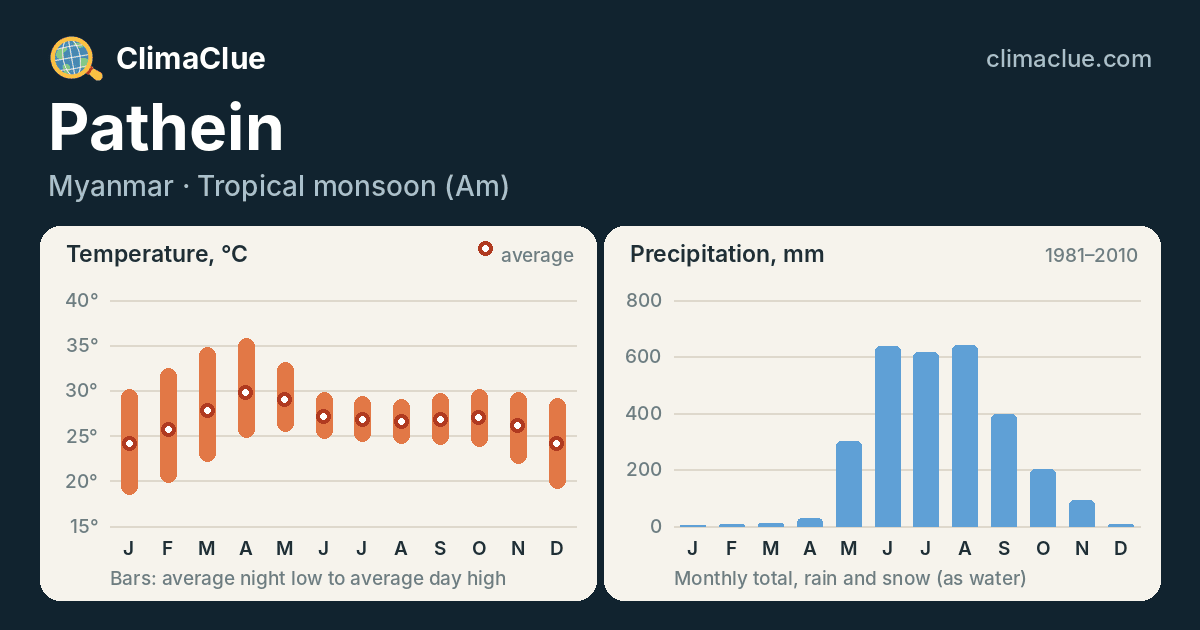 ClimaClue
climaclue.com
Pathein
Myanmar · Tropical monsoon (Am)
Temperature, °C
average
40°
35°
30°
25°
20°
15°
J F M A M J J A S O N D
Bars: average night low to average day high
Precipitation, mm
1981–2010
800
600
400
200
0
J F M A M J J A S O N D
Monthly total, rain and snow (as water)